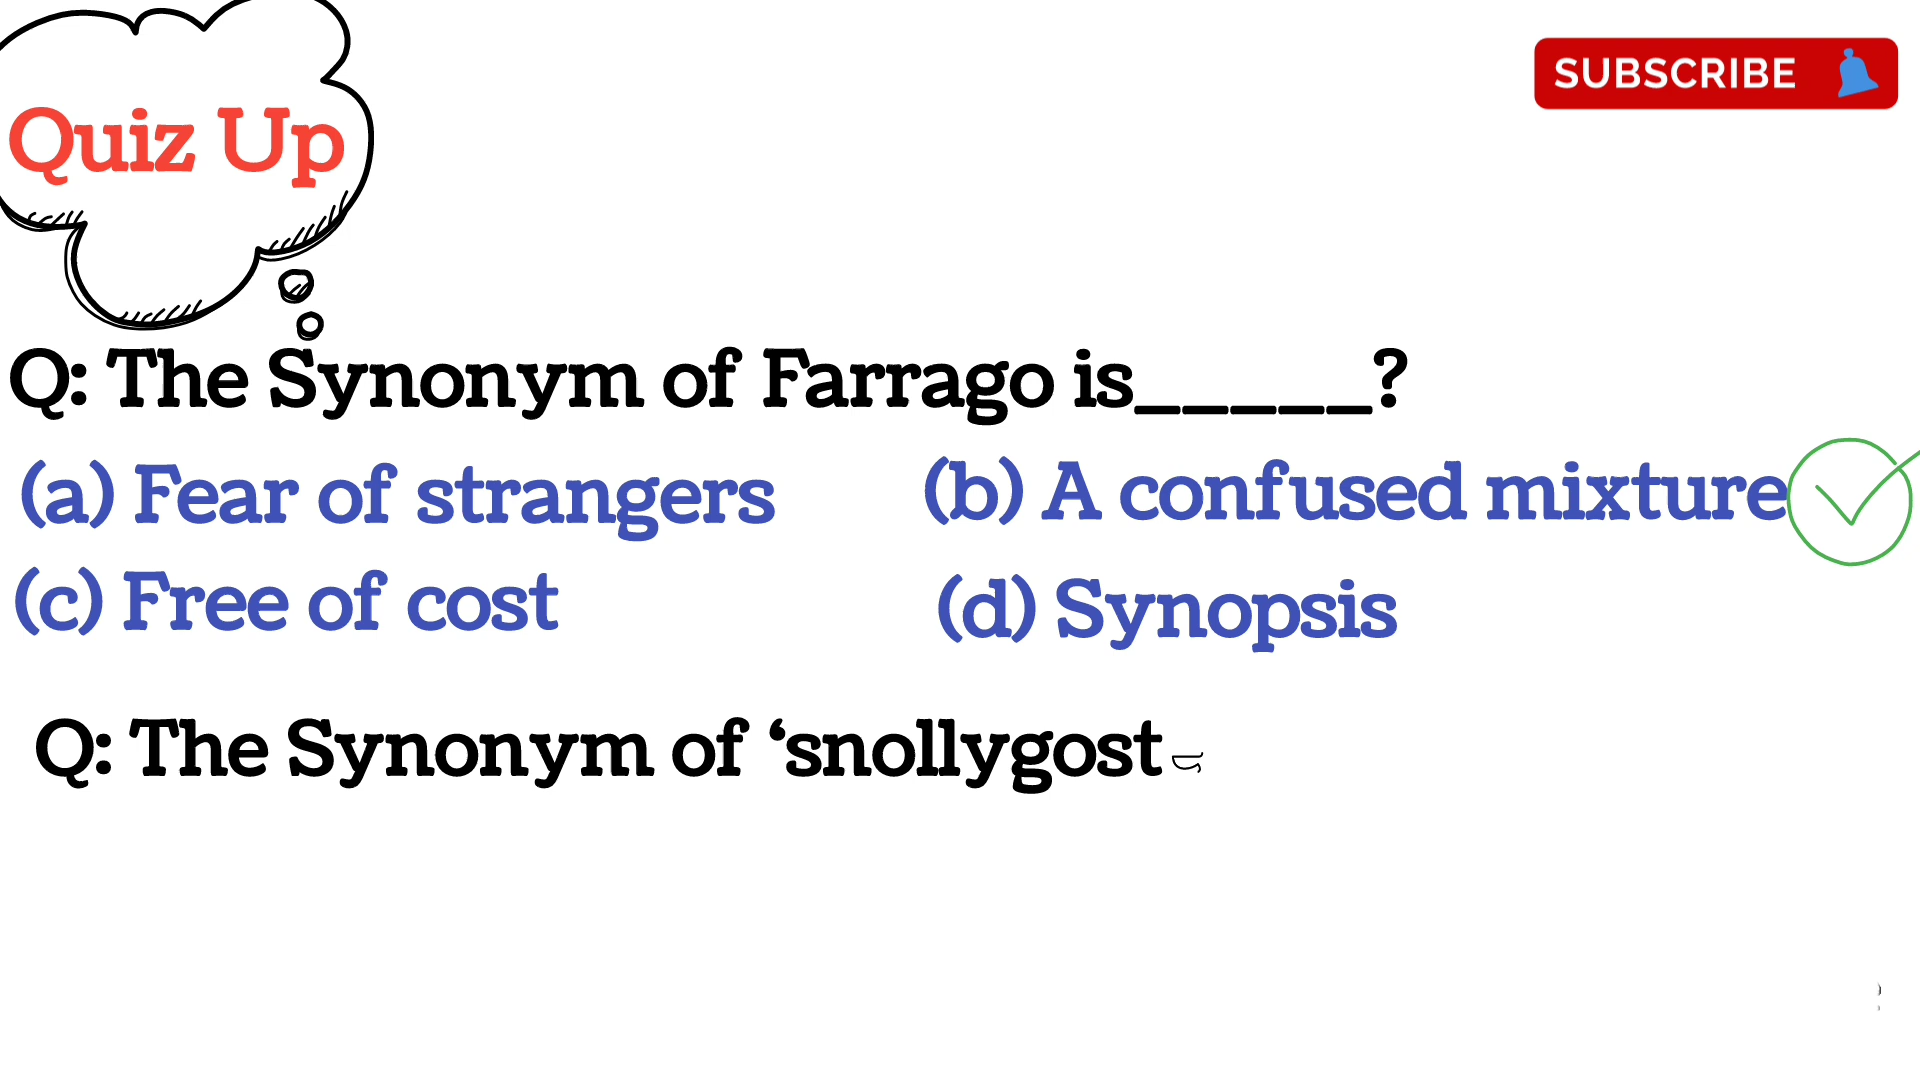 SUBSCRIBE
Quiz Up
Q: The Synonym of Farrago is_____?
(a) Fear of strangers (b) A confused mixture
(c) Free of cost (d) Synopsis
Q: The Synonym of ‘snollygost